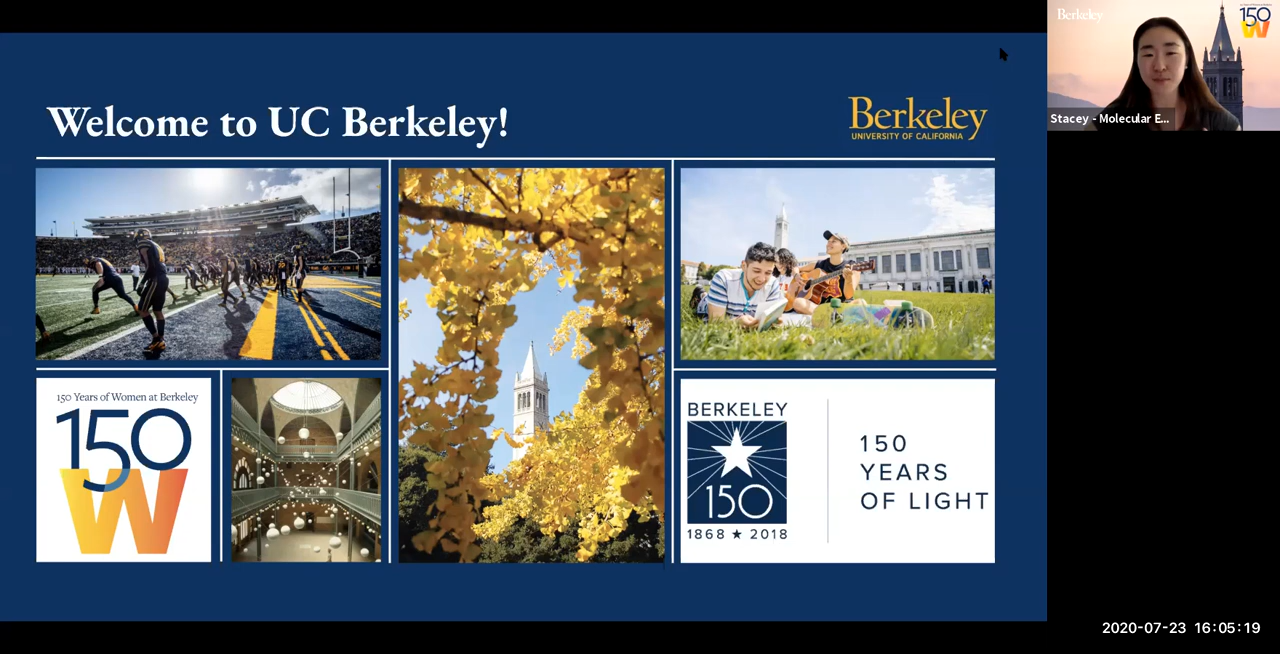 Welcome to UC Berkeley!
Berkeley
UNIVERSITY OF CALIFORNIA
150 Years of Women at Berkeley
150
W
BERKELEY
150
1868 ★ 2018
150
YEARS
OF LIGHT
Berkeley
150
W
Stacey - Molecular E...
2020-07-23 16:05:19